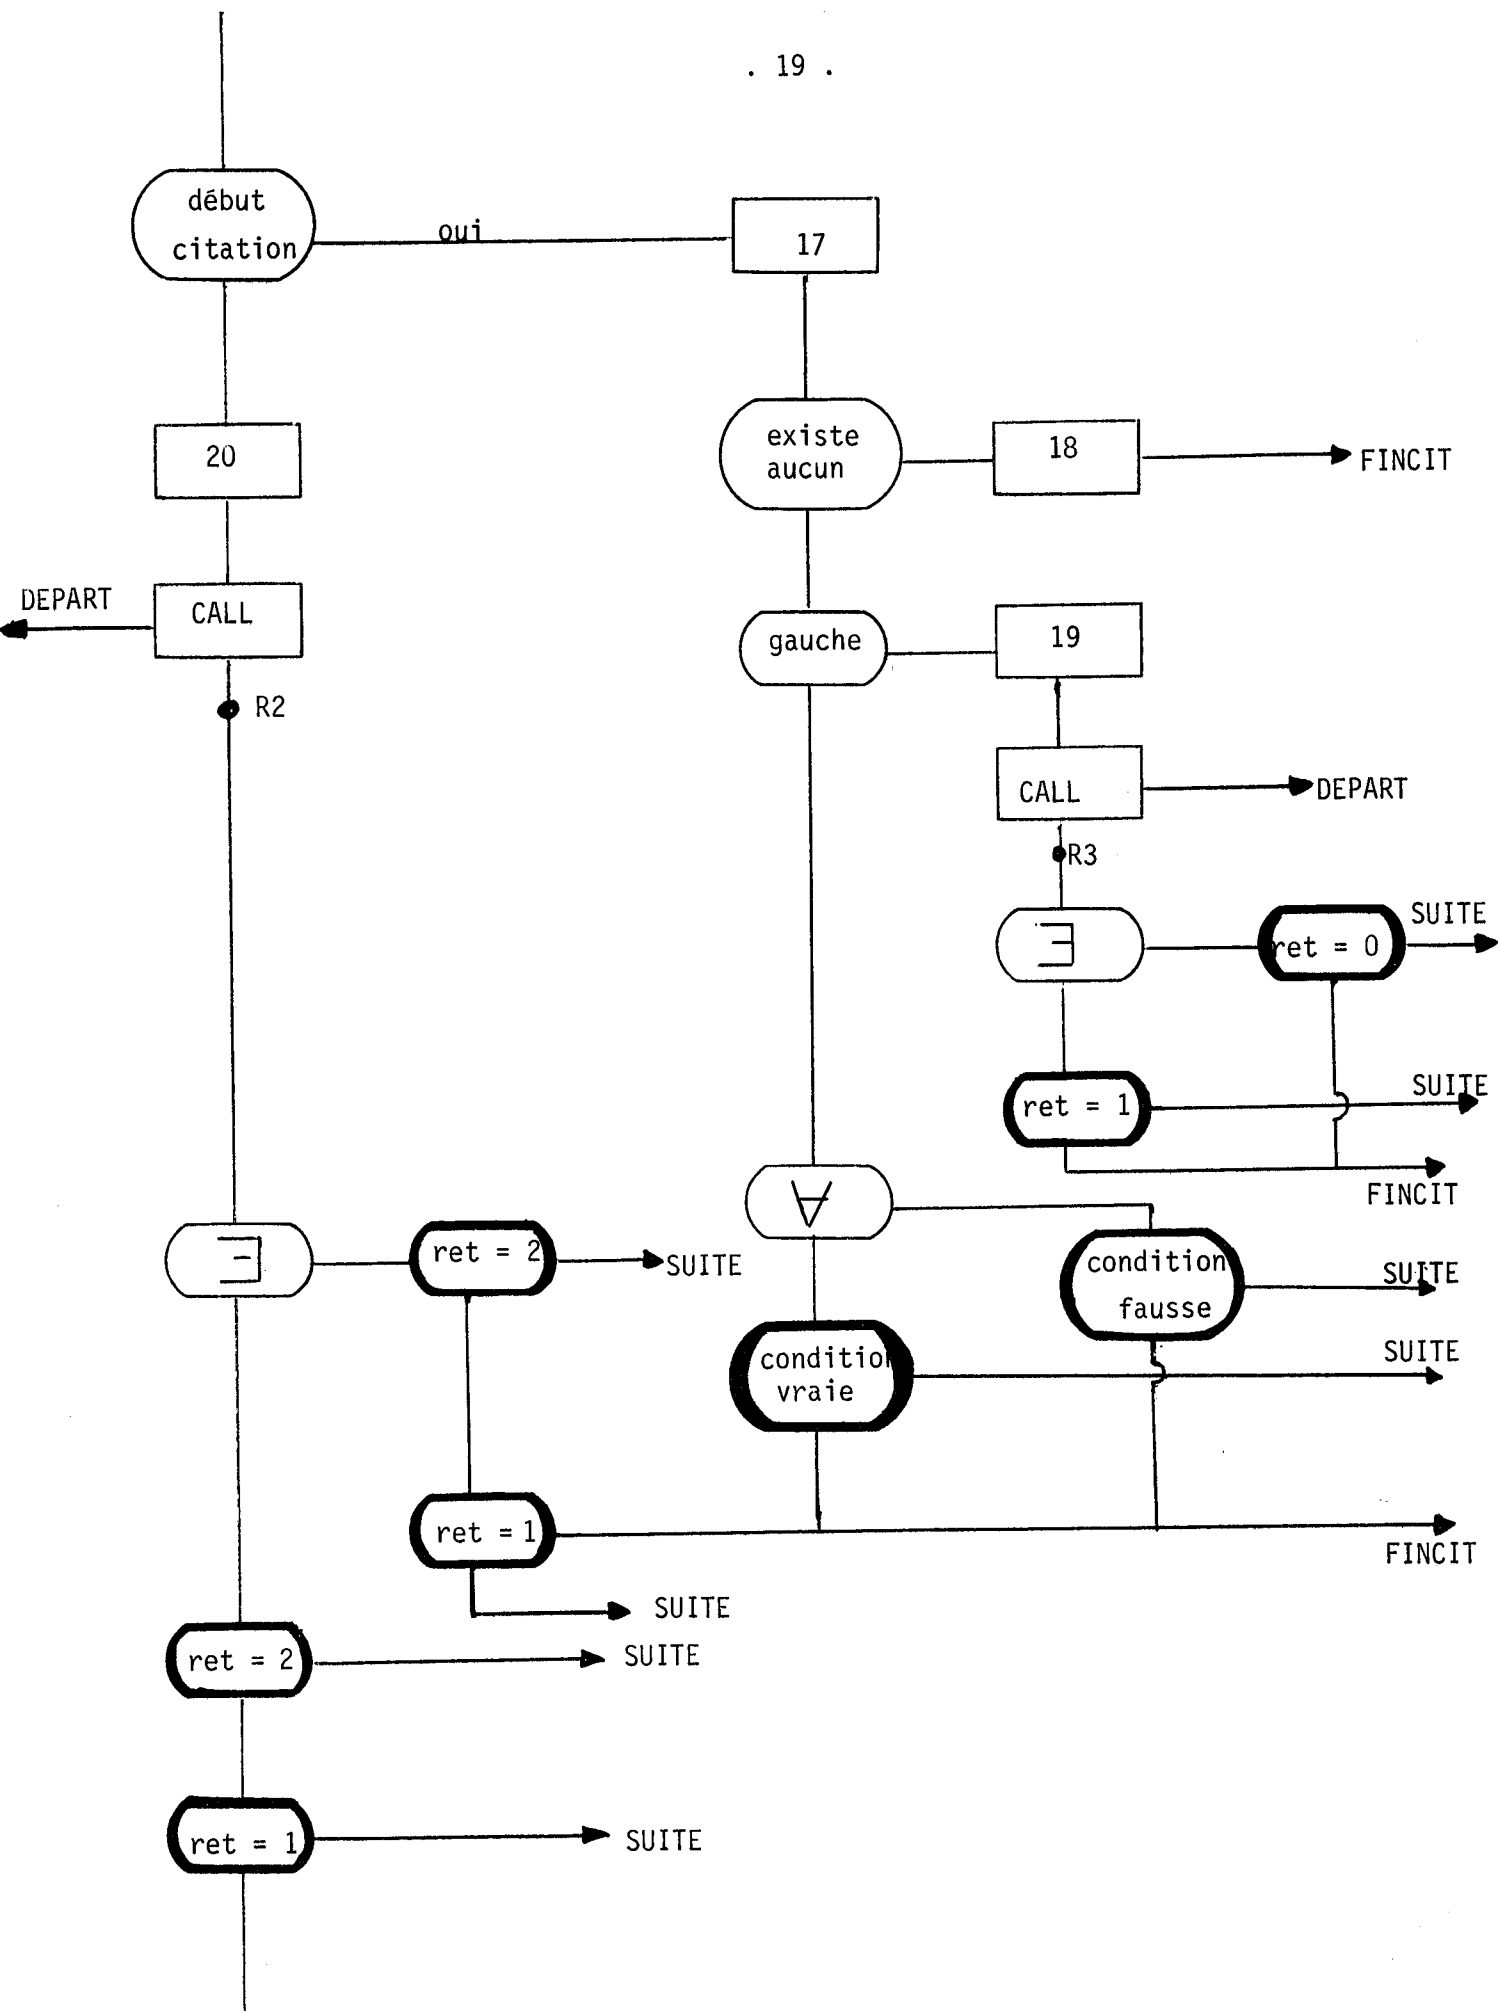 . 19 .
début
citation
oui
17
existe
aucun
18
FINCIT
20
DEPART
CALL
gauche
19
R2
CALL
DEPART
R3
∃
ret = 0
SUITE
ret = 1
SUITE
FINCIT
∀
∃
ret = 2
SUITE
condition
fausse
SUITE
condition
vraie
SUITE
ret = 1
FINCIT
SUITE
ret = 2
SUITE
ret = 1
SUITE